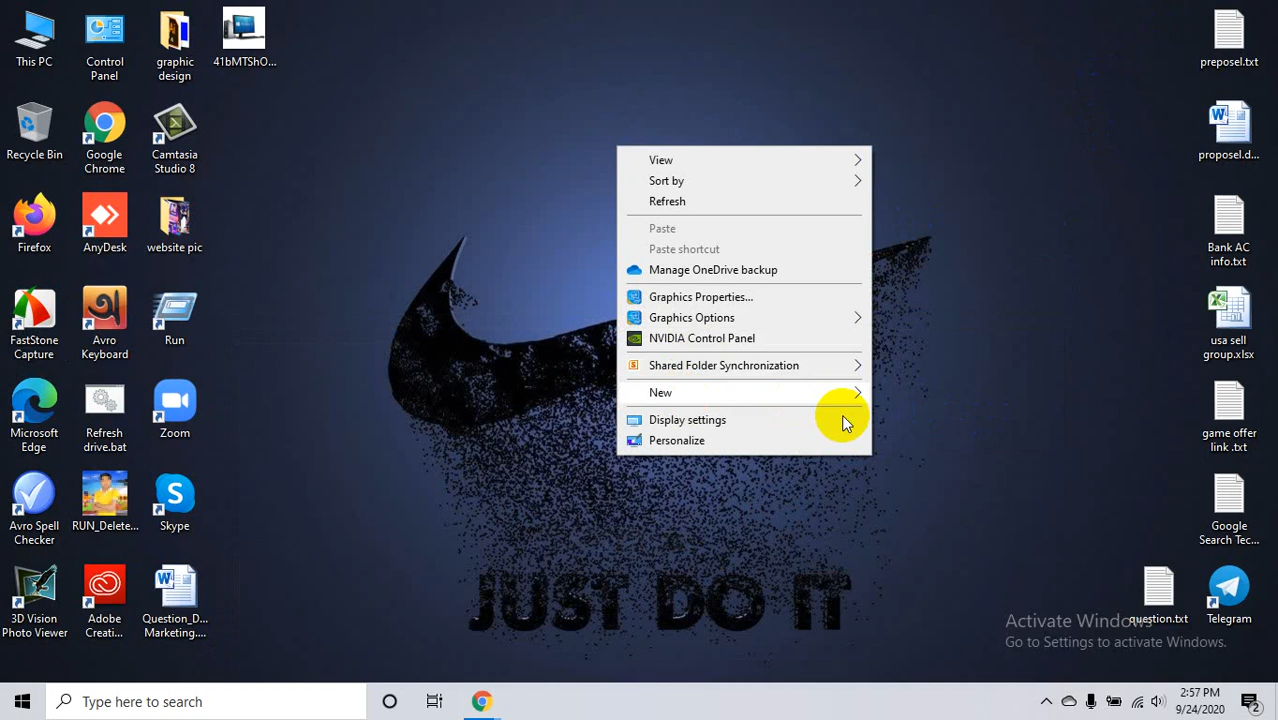 This PC
Control
Panel
graphic
design
41bMTShO...
Recycle Bin
Google
Chrome
Camtasia
Studio 8
Firefox
AnyDesk
website pic
FastStone
Capture
Avro
Keyboard
Run
Microsoft
Edge
Refresh
drive.bat
Zoom
Avro Spell
Checker
RUN_Delete...
Skype
3D Vision
Photo Viewer
Adobe
Creati...
Question_D...
Marketing....
View
Sort by
Refresh
Paste
Paste shortcut
Manage OneDrive backup
Graphics Properties...
Graphics Options
NVIDIA Control Panel
Shared Folder Synchronization
New
Display settings
Personalize
JUST DO IT
preposel.txt
proposel.d...
Bank AC
info.txt
usa sell
group.xlsx
game offer
link .txt
Google
Search Tec...
question.txt
Telegram
Activate Windows
Go to Settings to activate Windows.
Type here to search
2:57 PM
9/24/2020
2